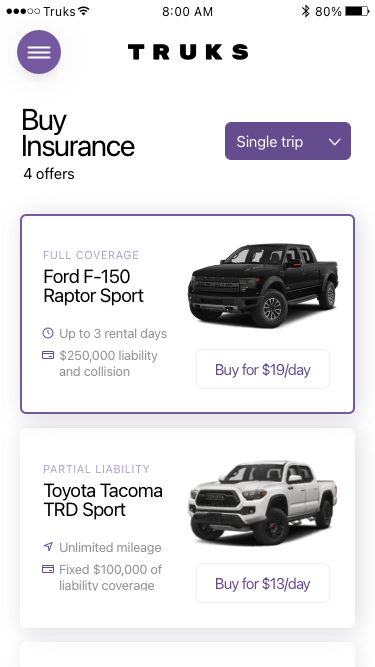 Truks 8:00 AM 80%
TRUKS
Buy
Insurance
4 offers
Single trip
FULL COVERAGE
Ford F-150
Raptor Sport
Up to 3 rental days
$250,000 liability
and collision
Buy for $19/day
PARTIAL LIABILITY
Toyota Tacoma
TRD Sport
Unlimited mileage
Fixed $100,000 of
liability coverage
Buy for $13/day